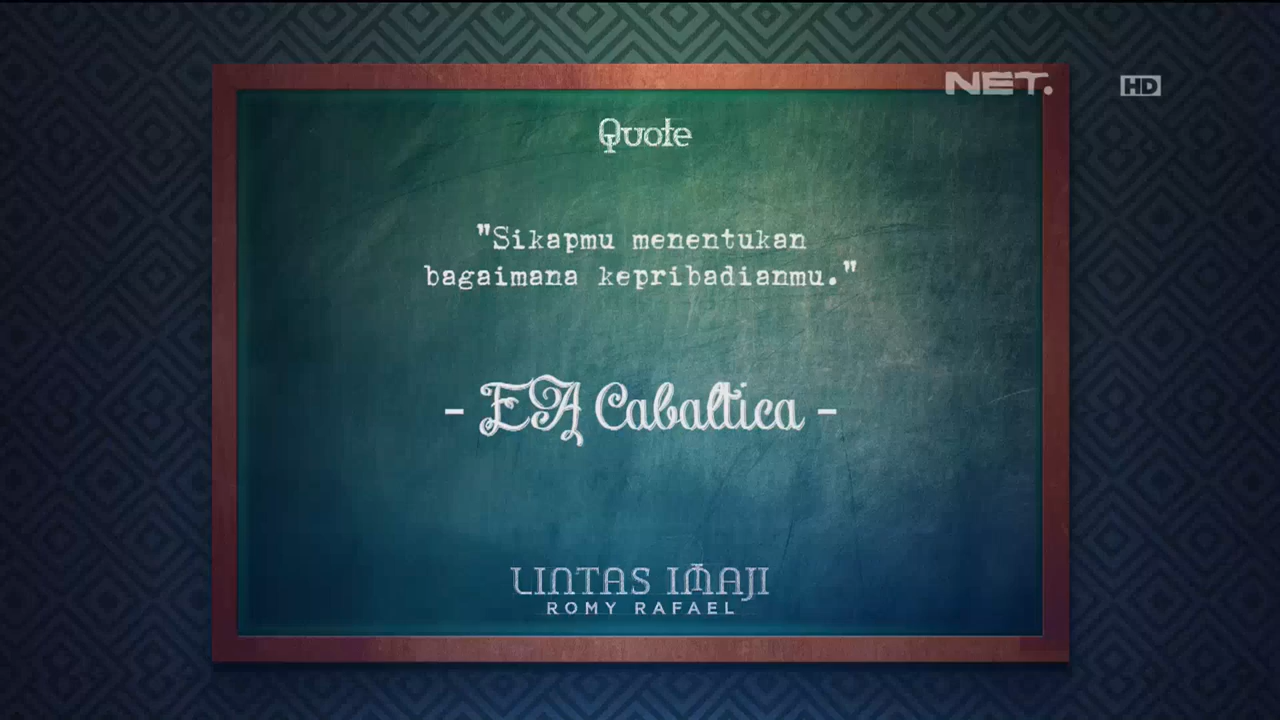 NET.
HD
Quote
"Sikapmu menentukan
bagaimana kepribadianmu."
- EA Cabaltica -
LINTAS IMAJI
ROMY RAFAEL